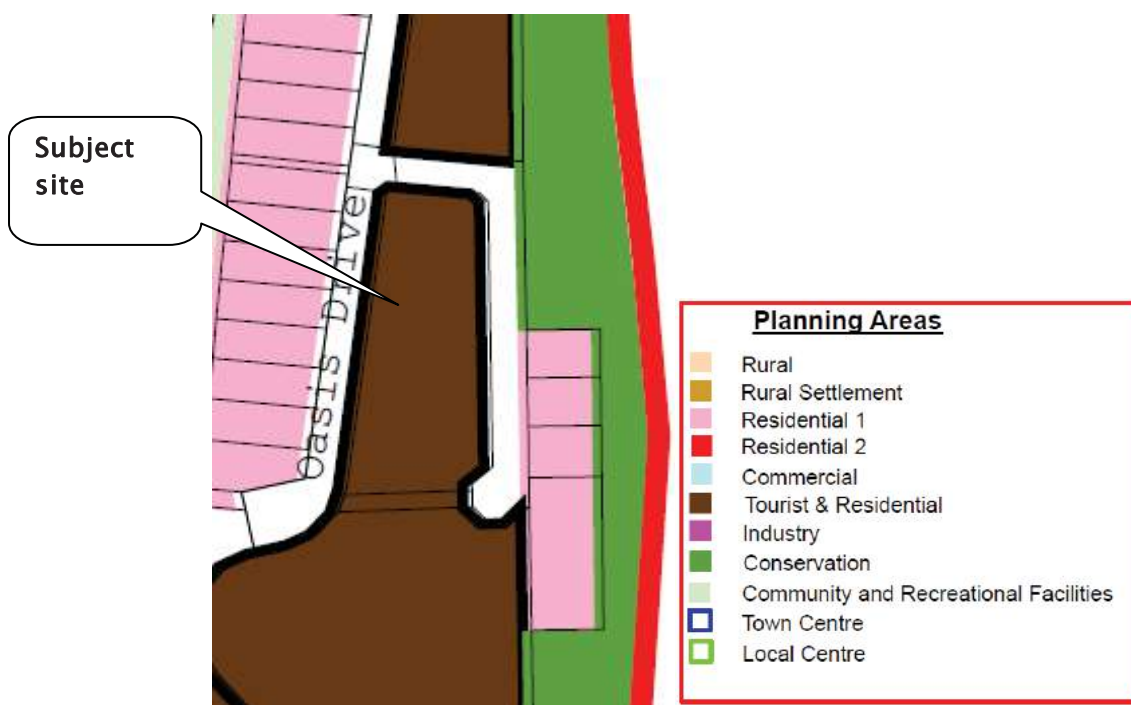 Subject
site
Oasis Drive
Planning Areas
Rural
Rural Settlement
Residential 1
Residential 2
Commercial
Tourist & Residential
Industry
Conservation
Community and Recreational Facilities
Town Centre
Local Centre